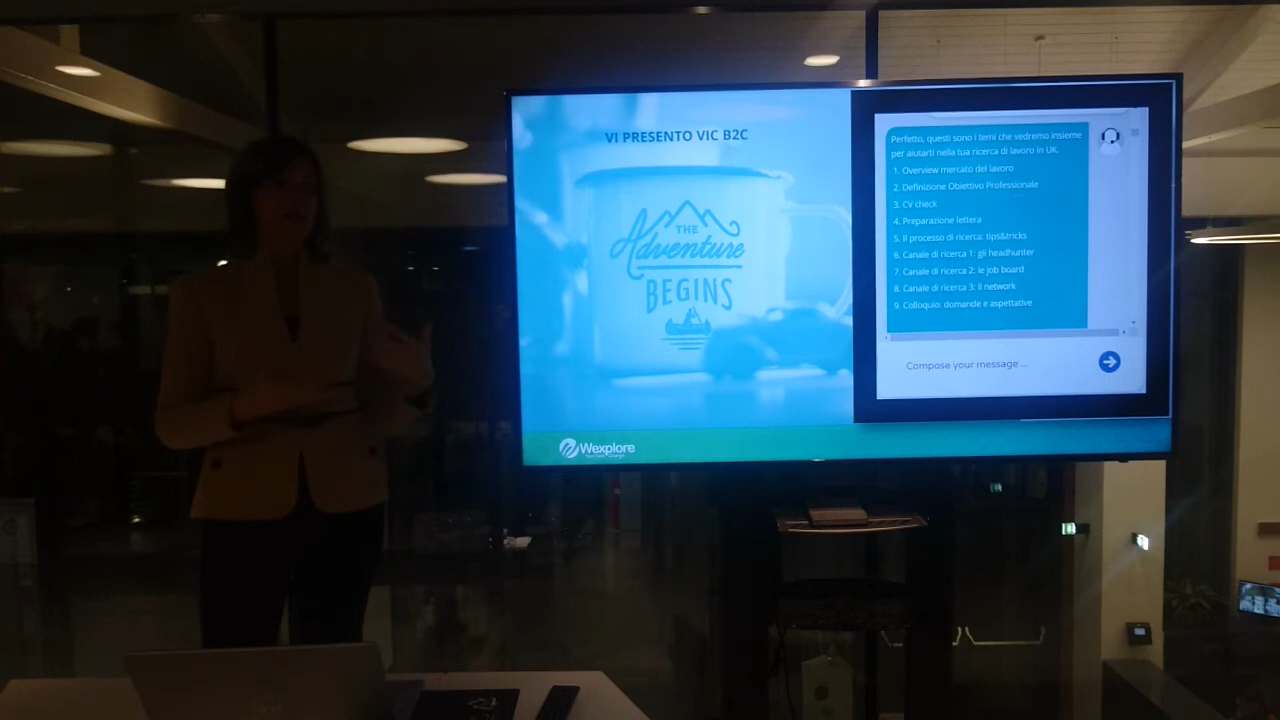 VI PRESENTO VIC B2C
THE
Adventure
BEGINS
Wexplore
Perfetto, questi sono i temi che vedremo insieme
per aiutarti nella tua ricerca di lavoro in UK.
1. Overview mercato del lavoro
2. Definizione Obiettivo Professionale
3. CV check
4. Preparazione lettera
5. Il processo di ricerca: tips&tricks
6. Canale di ricerca 1: gli headhunter
7. Canale di ricerca 2: le job board
8. Canale di ricerca 3: il network
9. Colloquio: domande e aspettative
Compose your message ...